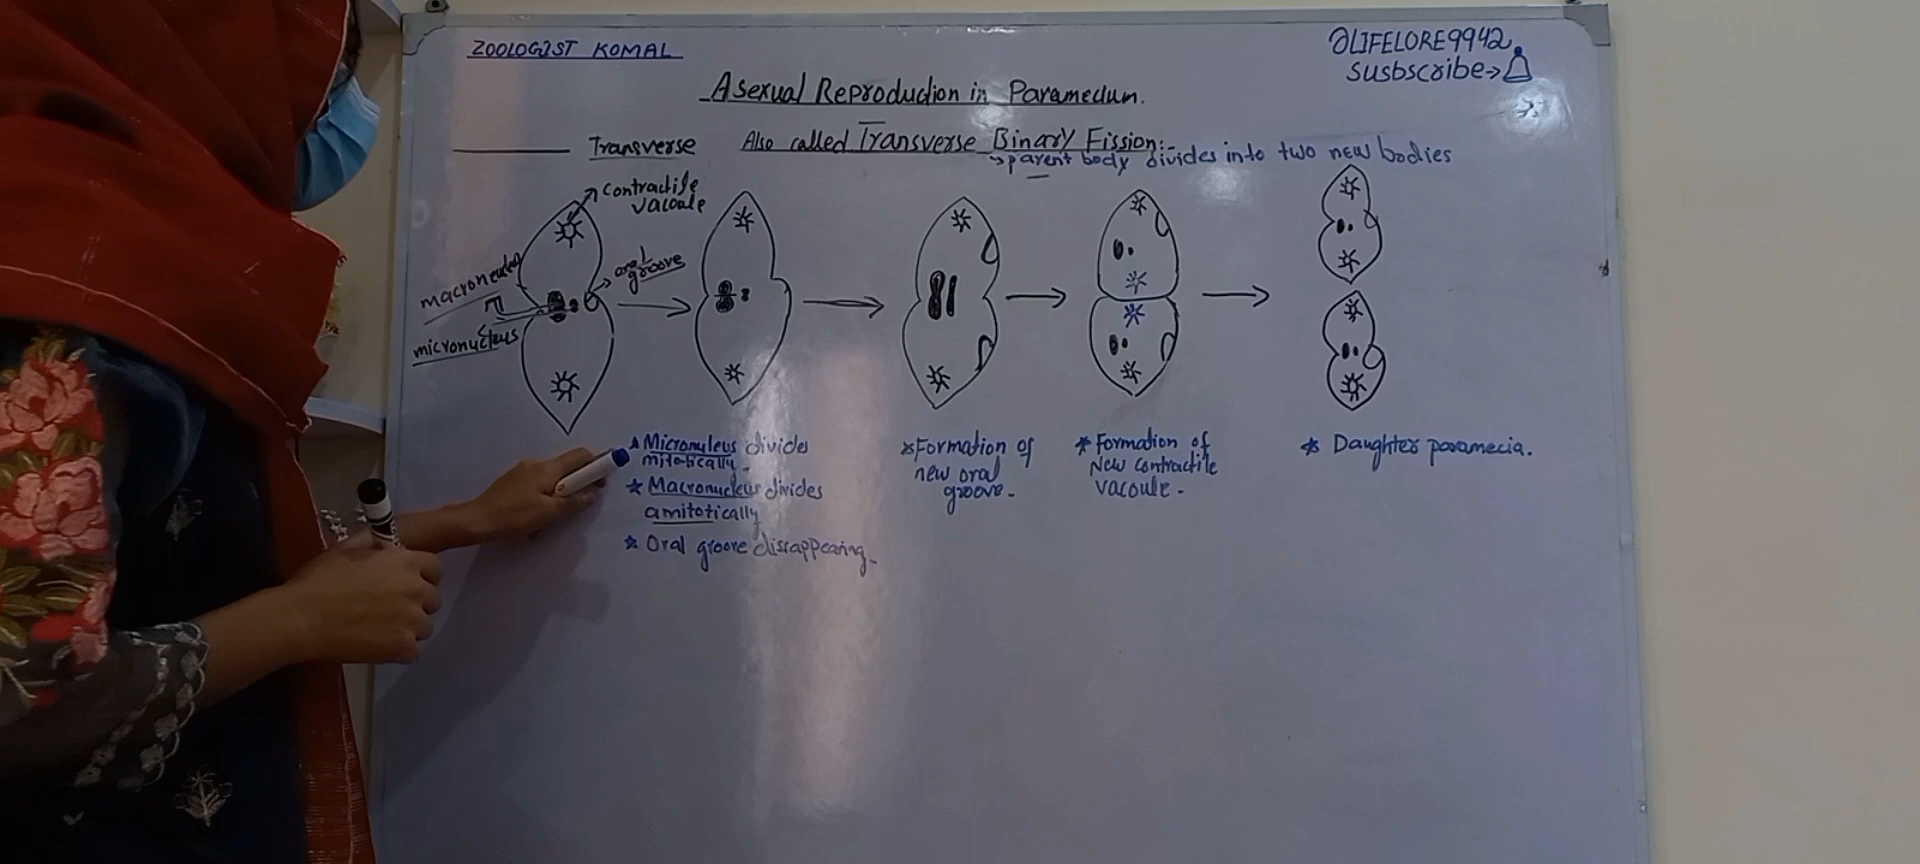 ZOOLOGIST KOMAL
@LIFELORE9942
Susbscribe→
Asexual Reproduction in Paramecium.
Transverse
Also called Transverse Binary Fission:-
→parent body divides into two new bodies
Contractile
vacoule
oral
groove
macronucleus
micronucleus
Micronuleus divides
mitotically.
* Macronucleus divides
amitotically
* Oral groove dissappearing.
*Formation of
new oral
groove.
*Formation of
New contractile
vacoule.
* Daughter paramecia.